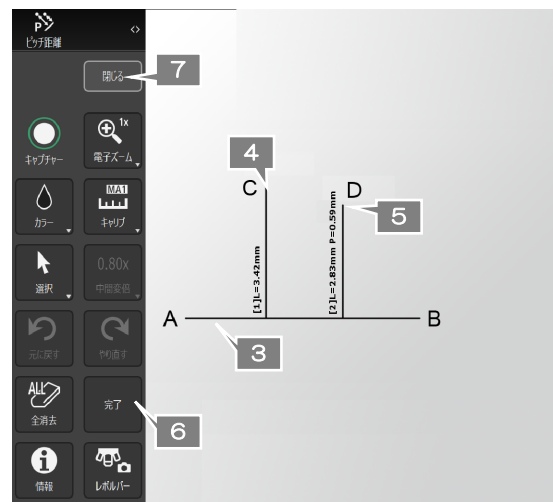 P
ピッチ距離
閉じる
7
1x
キャプチャー
電子ズーム
MA1
カラー
キャリブ
0.80x
選択
中間変倍
元に戻す
やり直す
ALL
全消去
完了
6
情報
レボルバー
4
C
D
5
[1]L=3.42mm
[2]L=2.83mm P=0.59mm
A
B
3